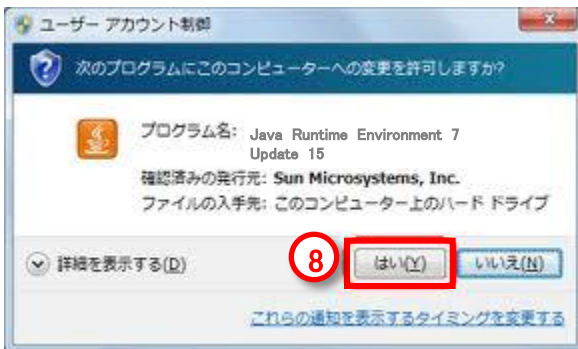 ユーザー アカウント制御
次のプログラムにこのコンピューターへの変更を許可しますか?
プログラム名: Java Runtime Environment 7
Update 15
確認済みの発行元: Sun Microsystems, Inc.
ファイルの入手先: このコンピューター上のハード ドライブ
詳細を表示する(D)
8
はい(Y)
いいえ(N)
これらの通知を表示するタイミングを変更する